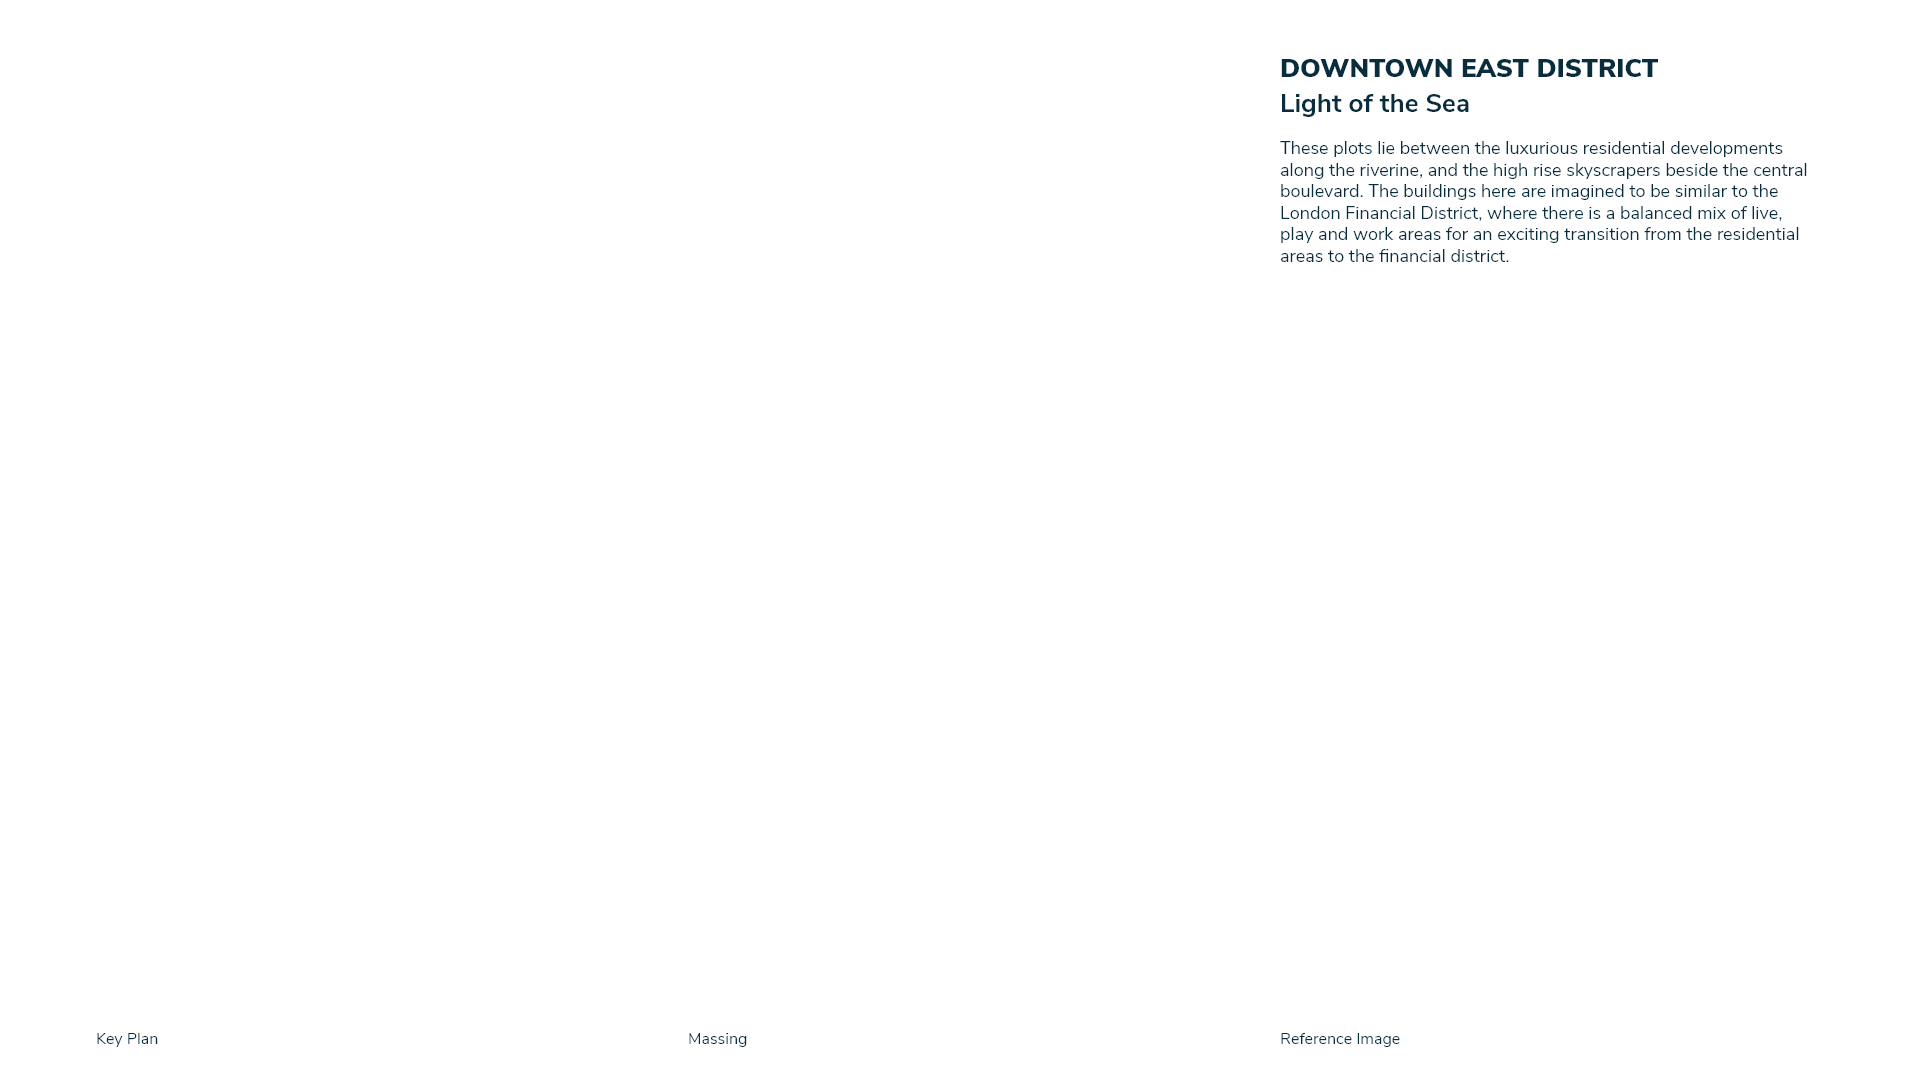 DOWNTOWN EAST DISTRICT
Light of the Sea
These plots lie between the luxurious residential developments
along the riverine, and the high rise skyscrapers beside the central
boulevard. The buildings here are imagined to be similar to the
London Financial District, where there is a balanced mix of live,
play and work areas for an exciting transition from the residential
areas to the financial district.
Key Plan
Massing
Reference Image